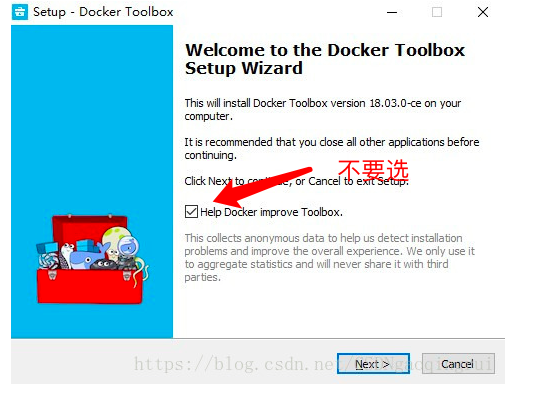 Setup - Docker Toolbox
Welcome to the Docker Toolbox
Setup Wizard
This will install Docker Toolbox version 18.03.0-ce on your
computer.
It is recommended that you close all other applications before
continuing.
不要选
Click Next to continue, or Cancel to exit Setup.
Help Docker improve Toolbox.
This collects anonymous data to help us detect installation
problems and improve the overall experience. We only use it
to aggregate statistics and will never share it with third
parties.
https://blog.csdn.net/
Next >
Cancel